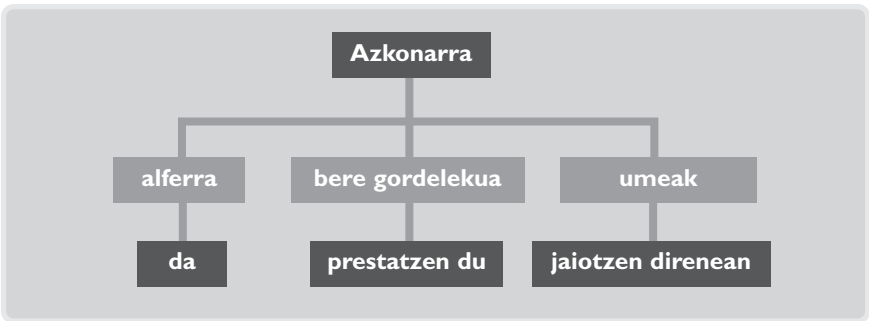 Azkonarra
alferra
bere gordelekua
umeak
da
prestatzen du
jaiotzen direnean